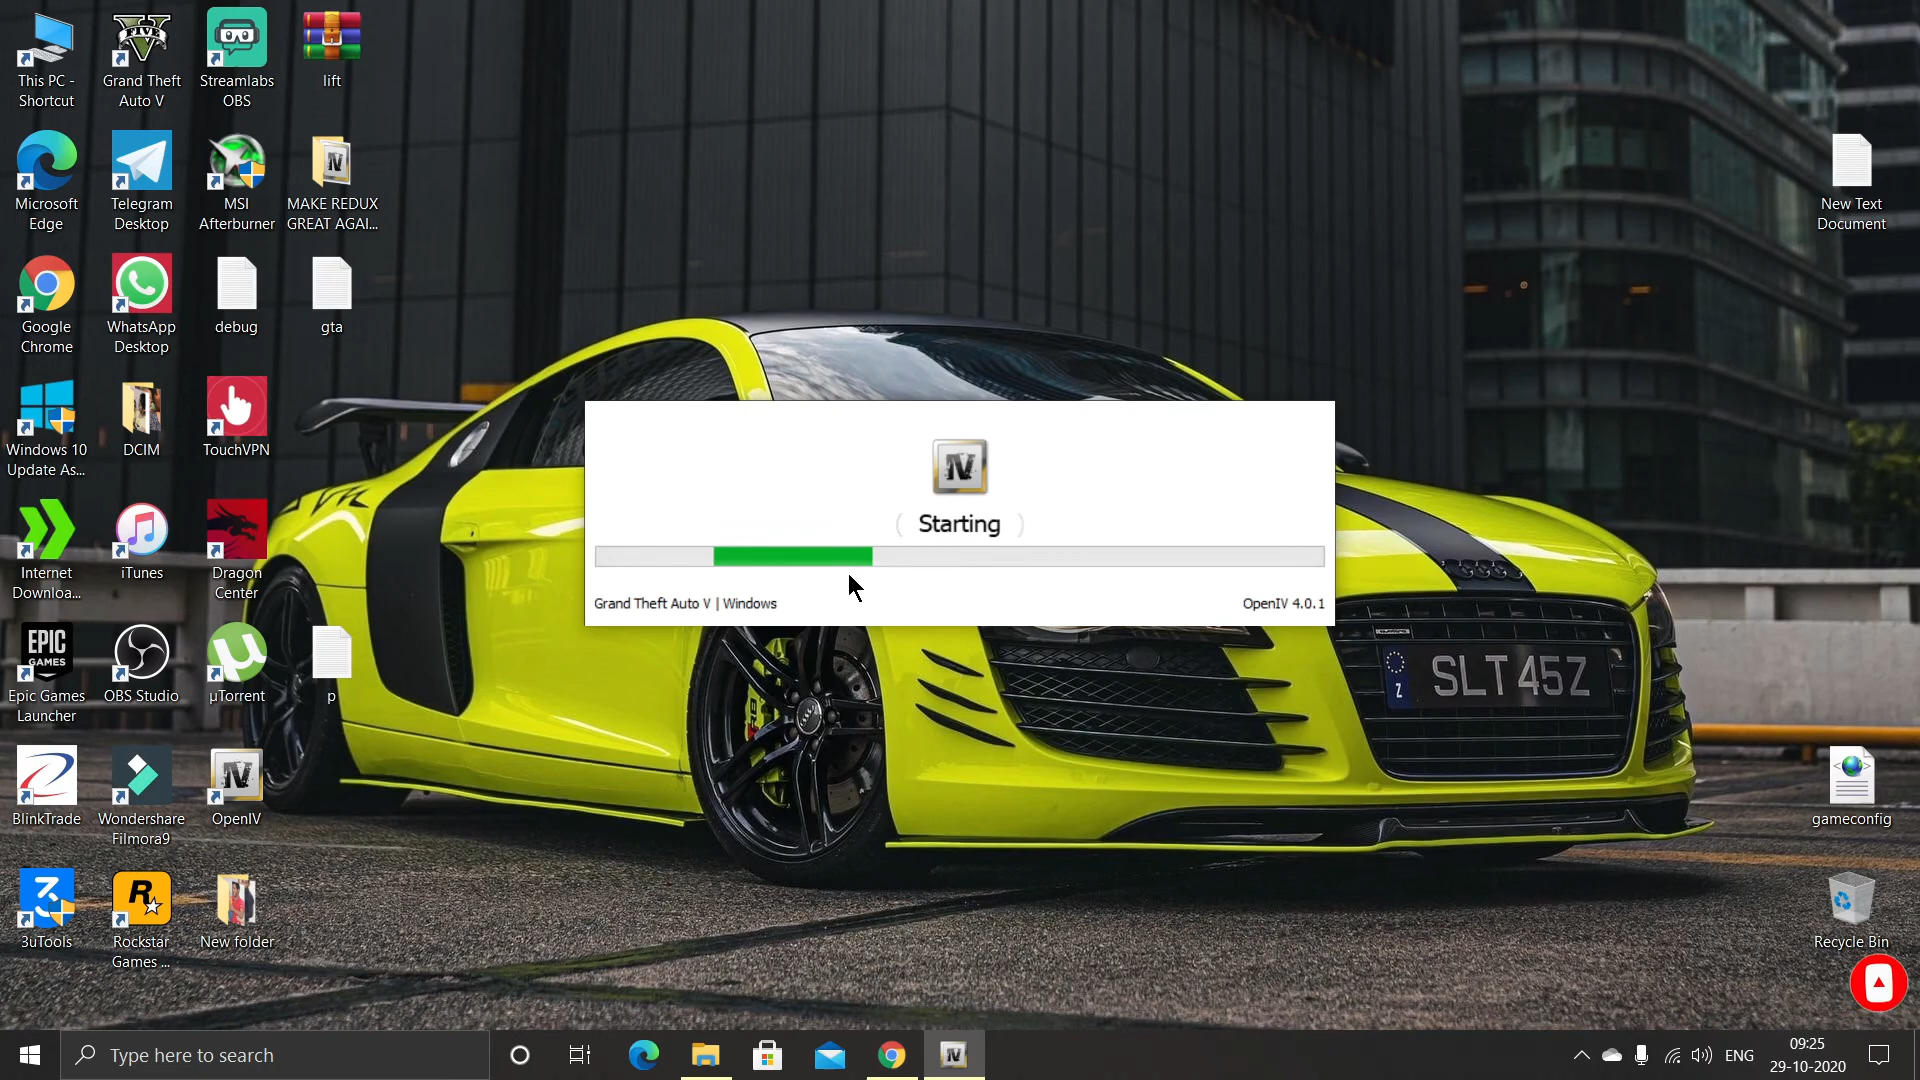 This PC -
Shortcut
Grand Theft
Auto V
Streamlabs
OBS
lift
Microsoft
Edge
Telegram
Desktop
MSI
Afterburner
MAKE REDUX
GREAT AGAI...
New Text
Document
Google
Chrome
WhatsApp
Desktop
debug
gta
Windows 10
Update As...
DCIM
TouchVPN
Internet
Downloa...
iTunes
Dragon
Center
EPIC
GAMES
Epic Games
Launcher
OBS Studio
µTorrent
p
BlinkTrade
Wondershare
Filmora9
OpenIV
gameconfig
3uTools
Rockstar
Games ...
New folder
Recycle Bin
IV
( Starting )
Grand Theft Auto V | Windows
OpenIV 4.0.1
Z
SLT 45Z
Type here to search
ENG
09:25
29-10-2020